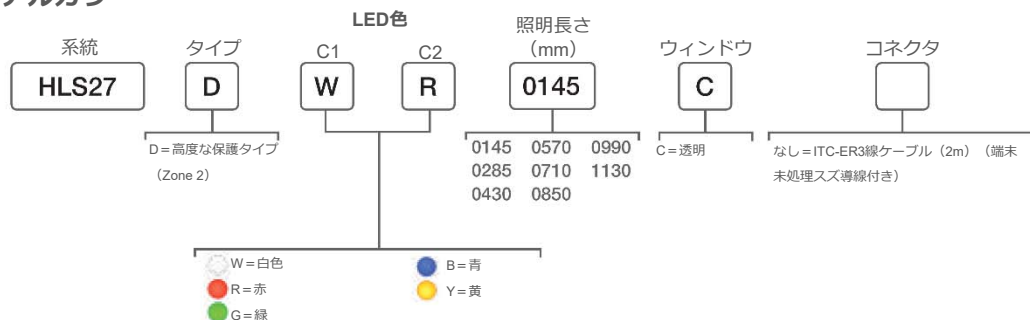 LED色
系統
タイプ
C1
C2
照明長さ
（mm）
ウィンドウ
コネクタ
HLS27
D
W
R
0145
C
D＝高度な保護タイプ
（Zone 2）
0145 0570 0990
0285 0710 1130
0430 0850
C＝透明
なし＝ITC-ER3線ケーブル（2m）（端末
未処理スズ導線付き）
W＝白色
R＝赤
G＝緑
B＝青
Y＝黄